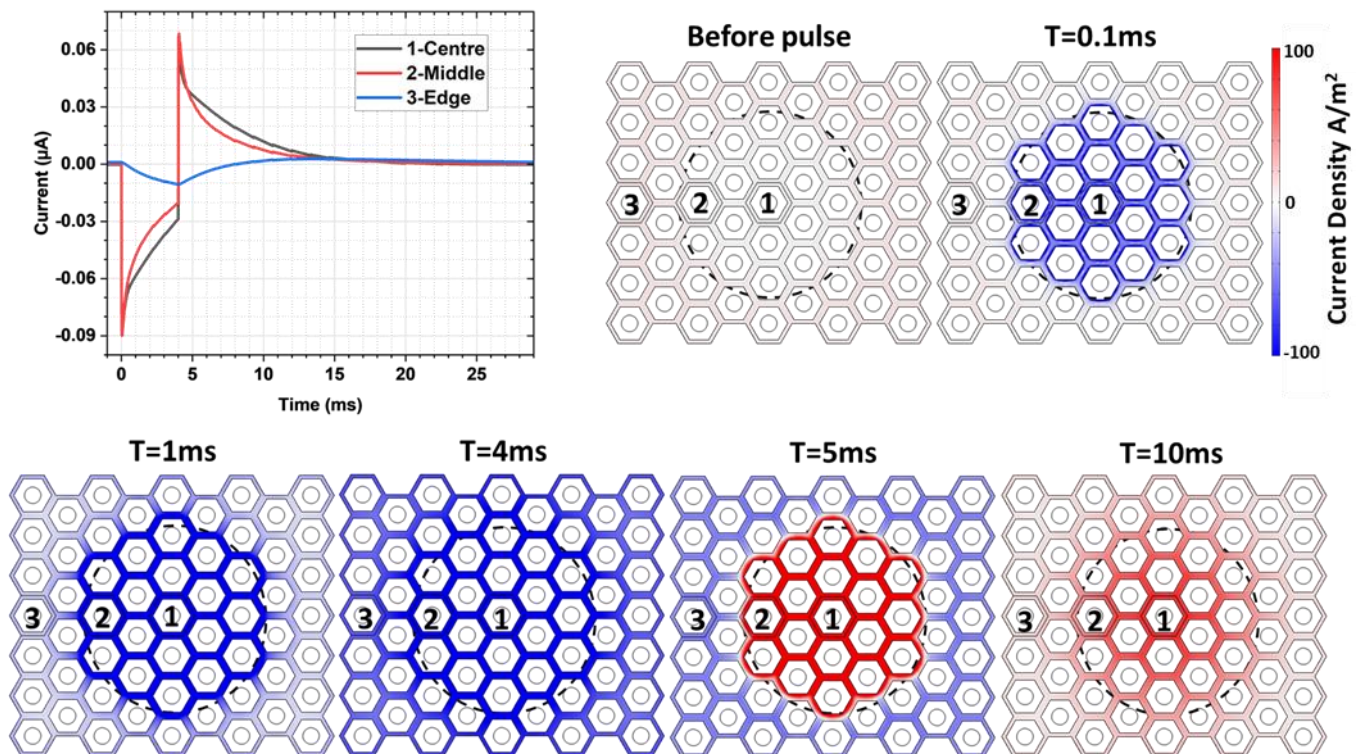 0.06
0.03
0.00
-0.03
-0.06
-0.09
Current (µA)
1-Centre
2-Middle
3-Edge
0 5 10 15 20 25
Time (ms)
Before pulse
3 2 1
T=0.1ms
3 2 1
100
0
-100
Current Density A/m²
T=1ms
3 2 1
T=4ms
3 2 1
T=5ms
3 2 1
T=10ms
3 2 1